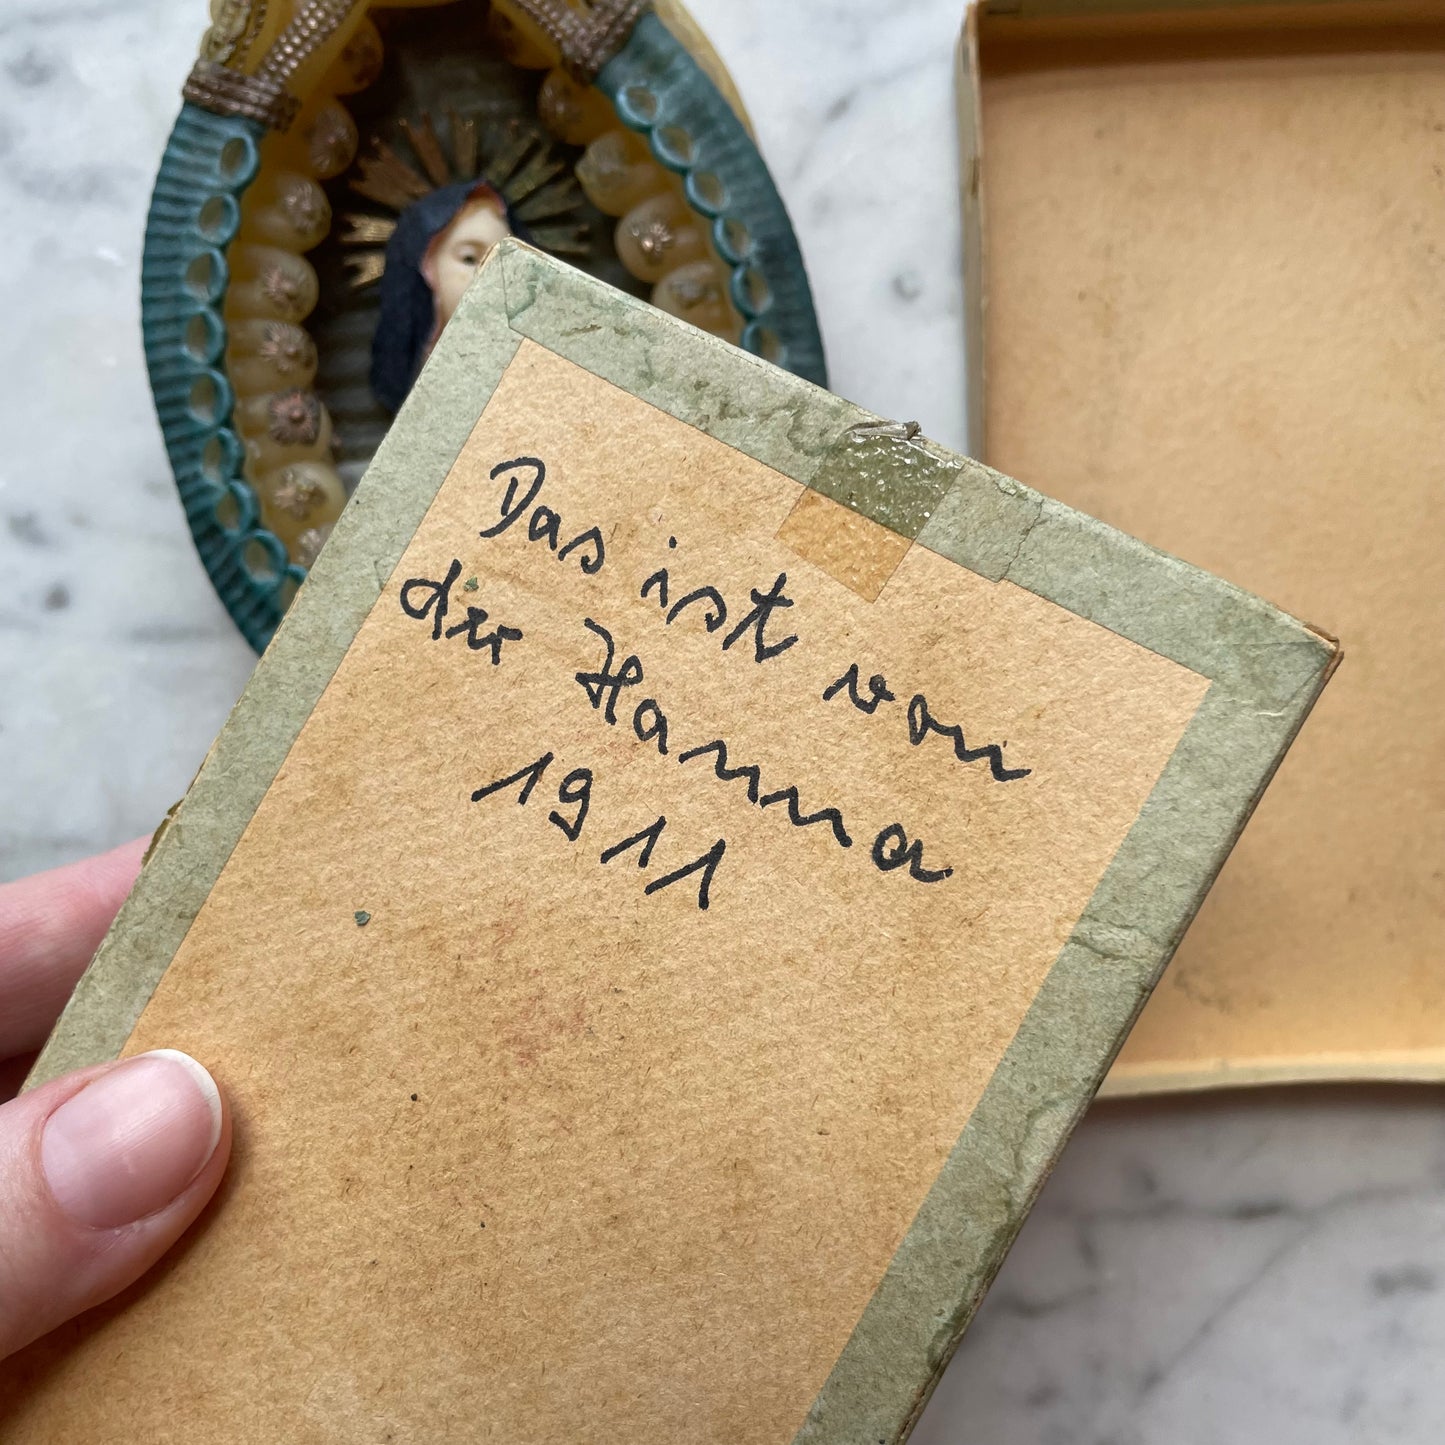 Das ist von
der Hanna
1911